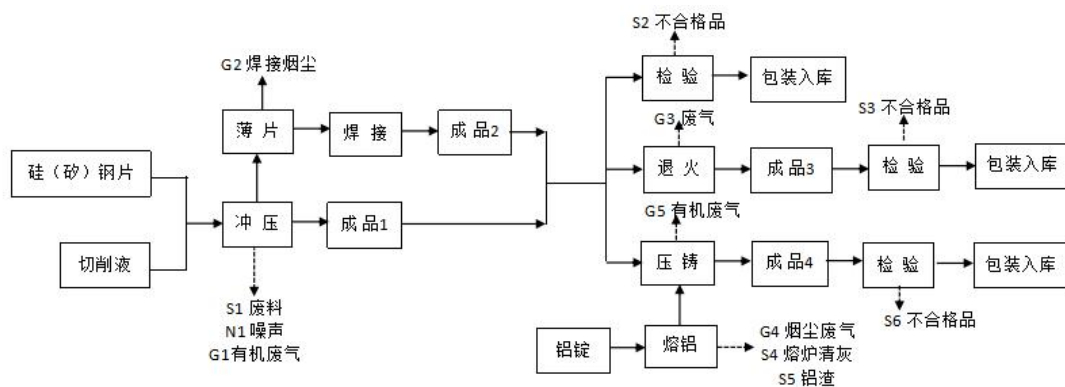 S2 不合格品
G2 焊接烟尘
检 验
包装入库
G3 废气
S3 不合格品
薄 片
焊 接
成 品2
硅（矽）钢片
退 火
成品3
检 验
包装入库
G5 有机废气
冲 压
成品1
切削液
压 铸
成品4
检 验
包装入库
S1 废料
N1 噪声
G1有机废气
S6 不合格品
铝锭
熔铝
G4 烟尘废气
S4 熔炉清灰
S5 铝渣